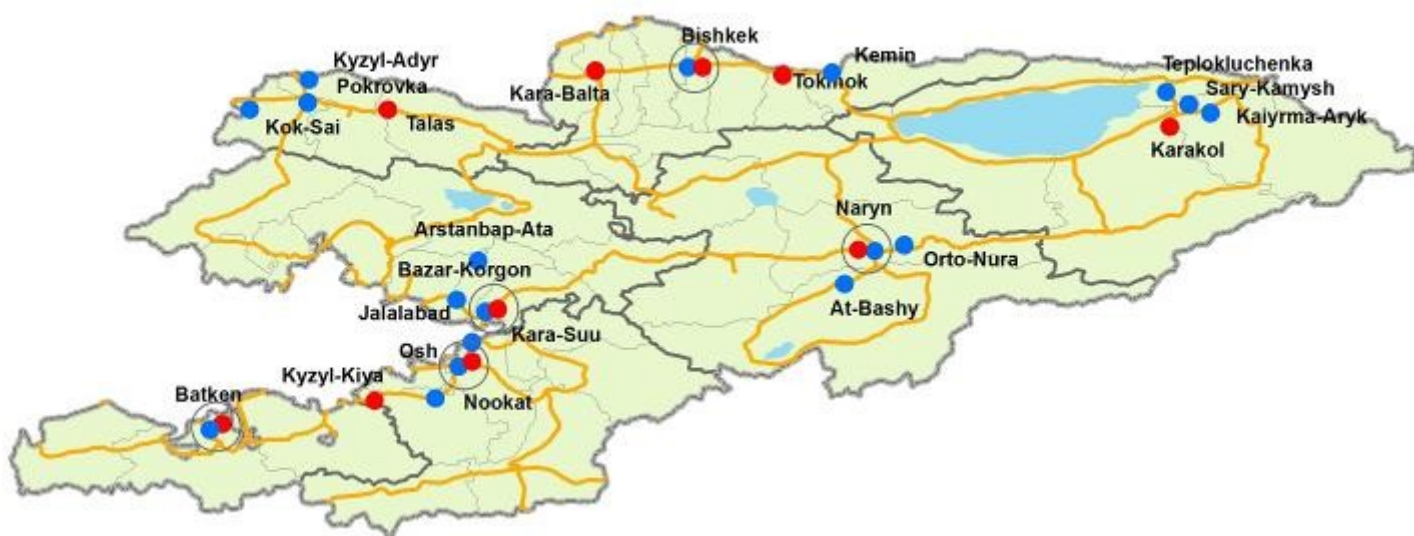 Bishkek
Kyzyl-Adyr
Kemin
Pokrovka
Teplokluchenka
Tokmok
Sary-Kamysh
Kara-Balta
Kok-Sai
Talas
Kaiyrma-Aryk
Karakol
Naryn
Arstanbap-Ata
Orto-Nura
Bazar-Korgon
At-Bashy
Jalalabad
Kara-Suu
Osh
Kyzyl-Kiya
Batken
Nookat